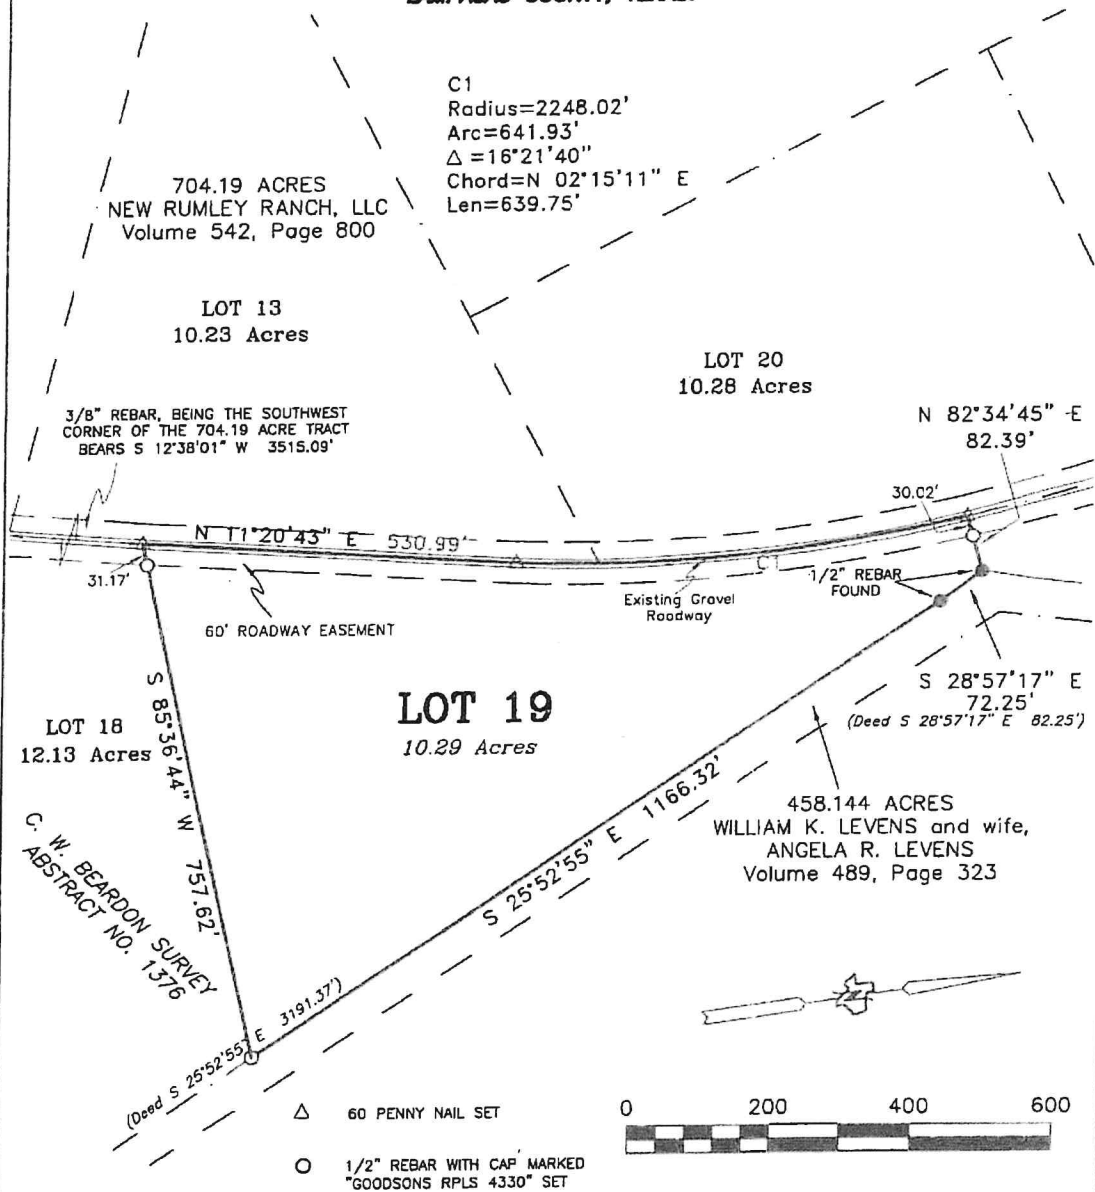 COUNTY,
C1
Radius=2248.02'
Arc=641.93'
Δ =16°21'40"
Chord=N 02°15'11" E
Len=639.75'
704.19 ACRES
NEW RUMLEY RANCH, LLC
Volume 542, Page 800
LOT 13
10.23 Acres
LOT 20
10.28 Acres
3/8" REBAR, BEING THE SOUTHWEST
CORNER OF THE 704.19 ACRE TRACT
BEARS S 12°38'01" W 3515.09'
N 82°34'45" E
82.39'
30.02'
N 11°20'43" E 530.99'
C1
31.17'
1/2" REBAR
FOUND
Existing Gravel
Roadway
60' ROADWAY EASEMENT
S 28°57'17" E
72.25'
(Deed S 28°57'17" E 82.25')
LOT 19
10.29 Acres
LOT 18
12.13 Acres
S 85°36'44" W 757.62'
S 25°52'55" E 1166.32'
458.144 ACRES
WILLIAM K. LEVENS and wife,
ANGELA R. LEVENS
Volume 489, Page 323
C. W. BEARDON SURVEY
ABSTRACT NO. 1376
(Deed S 25°52'55" E 3191.37')
N
60 PENNY NAIL SET
1/2" REBAR WITH CAP MARKED
"GOODSONS RPLS 4330" SET
0 200 400 600